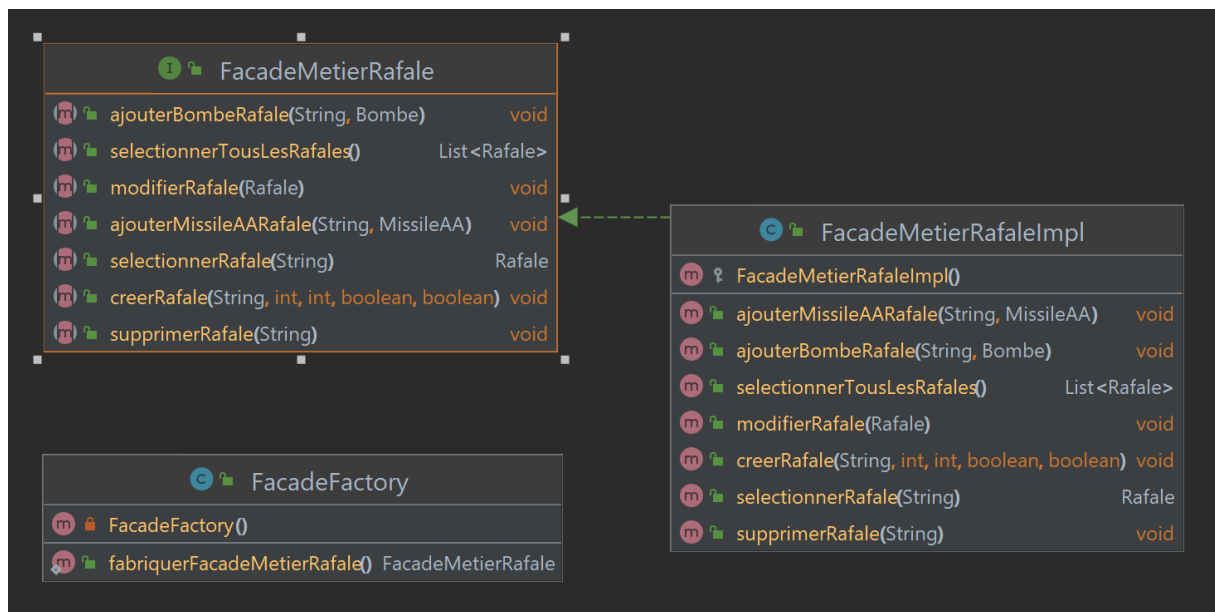 FacadeMetierRafale
ajouterBombeRafale(String, Bombe) void
selectionnerTousLesRafales() List<Rafale>
modifierRafale(Rafale) void
ajouterMissileAARafale(String, MissileAA) void
selectionnerRafale(String) Rafale
creerRafale(String, int, int, boolean, boolean) void
supprimerRafale(String) void
FacadeMetierRafaleImpl
FacadeMetierRafaleImpl()
ajouterMissileAARafale(String, MissileAA) void
ajouterBombeRafale(String, Bombe) void
selectionnerTousLesRafales() List<Rafale>
modifierRafale(Rafale) void
creerRafale(String, int, int, boolean, boolean) void
selectionnerRafale(String) Rafale
supprimerRafale(String) void
FacadeFactory
FacadeFactory()
fabriquerFacadeMetierRafale() FacadeMetierRafale